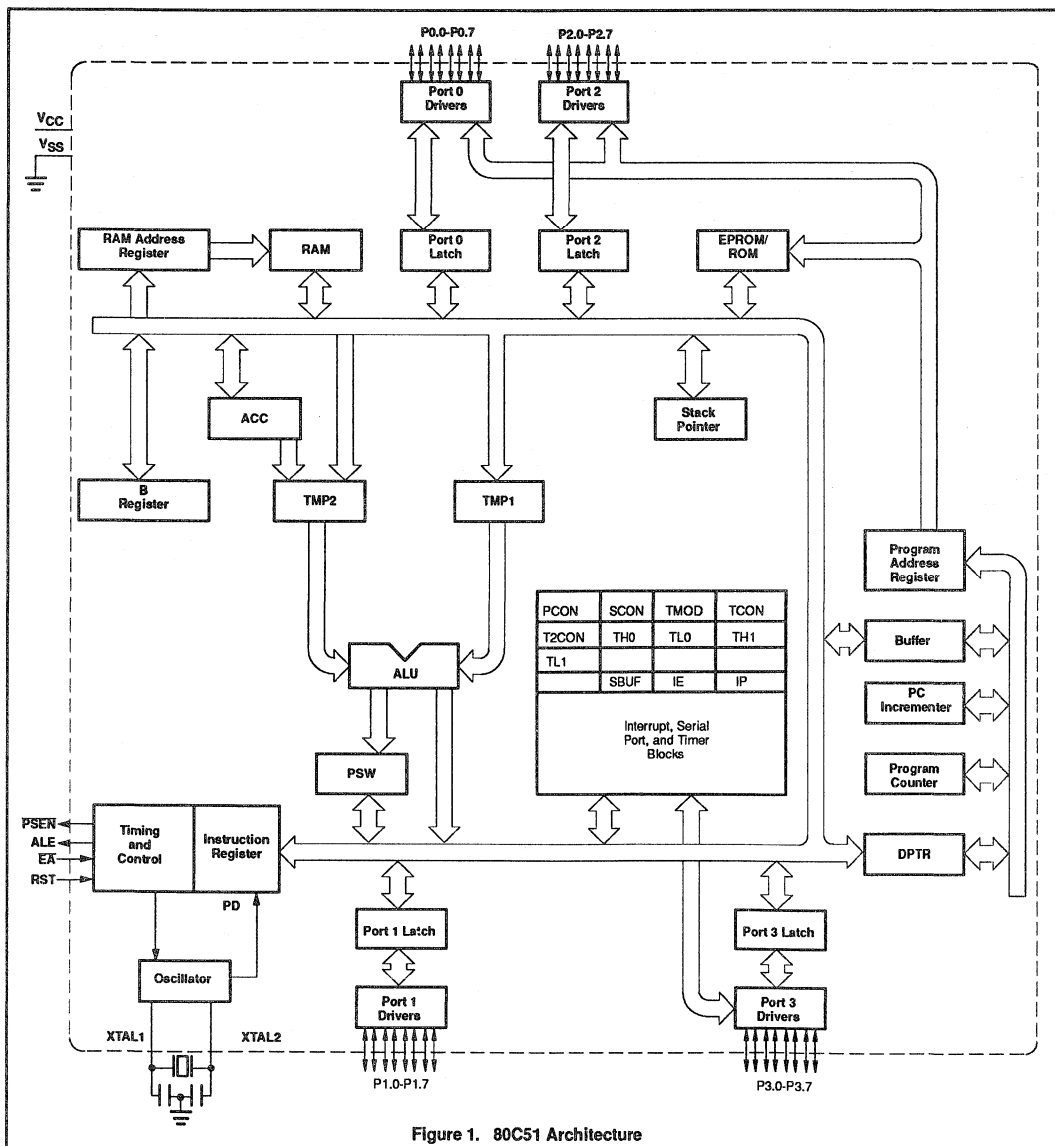 P0.0-P0.7
P2.0-P2.7
Port 0
Drivers
Port 2
Drivers
VCC
VSS
RAM Address
Register
RAM
Port 0
Latch
Port 2
Latch
EPROM/
ROM
ACC
Stack
Pointer
B
Register
TMP2
TMP1
Program
Address
Register
PCON SCON TMOD TCON
T2CON TH0 TL0 TH1
TL1
SBUF IE IP
Interrupt, Serial
Port, and Timer
Blocks
Buffer
ALU
PC
Incrementer
PSW
Program
Counter
PSEN
ALE
EA
RST
Timing
and
Control
Instruction
Register
DPTR
PD
Port 1 Latch
Port 3 Latch
Oscillator
Port 1
Drivers
Port 3
Drivers
XTAL1
XTAL2
P1.0-P1.7
P3.0-P3.7
Figure 1. 80C51 Architecture